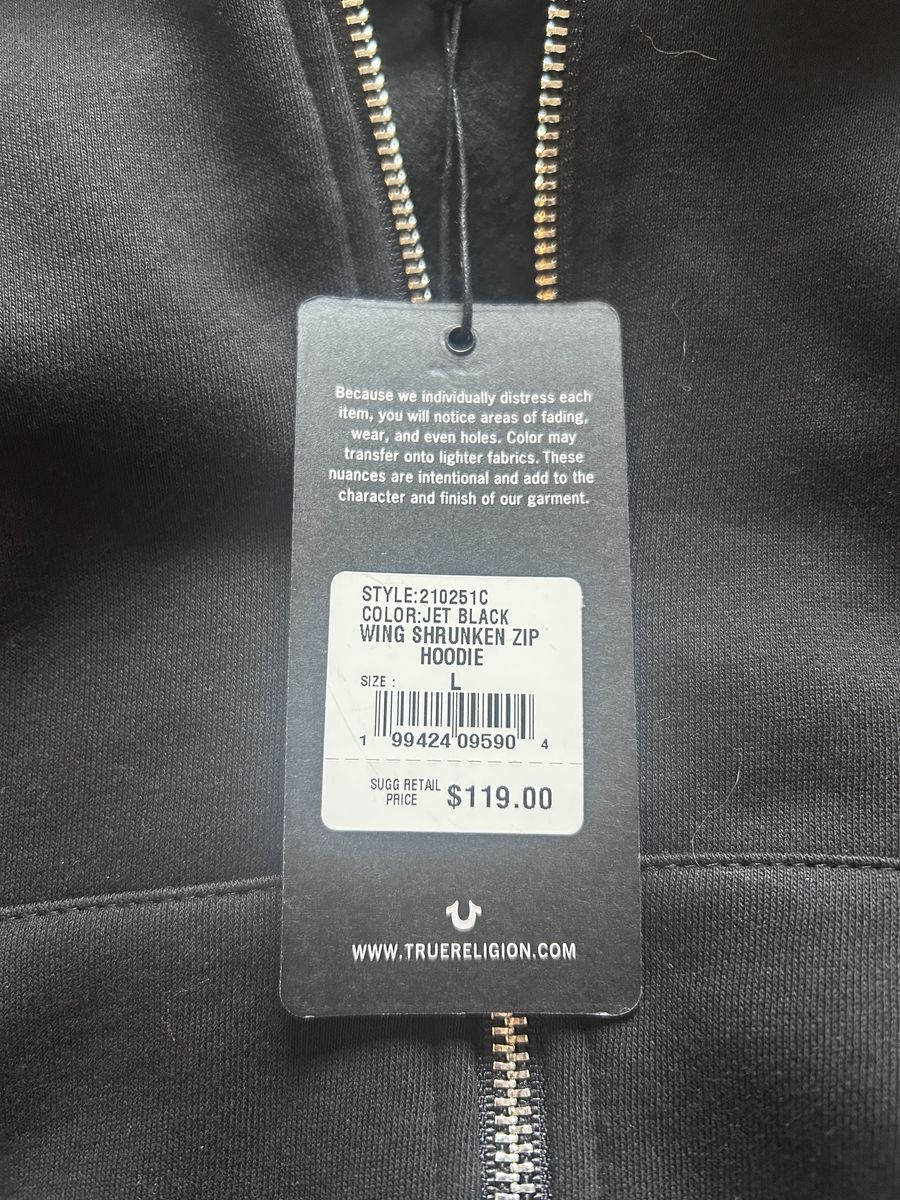 Because we individually distress each
item, you will notice areas of fading,
wear, and even holes. Color may
transfer onto lighter fabrics. These
nuances are intentional and add to the
character and finish of our garment.
STYLE:210251C
COLOR:JET BLACK
WING SHRUNKEN ZIP
HOODIE
SIZE : L
1 99424 09590 4
SUGG RETAIL
PRICE $119.00
WWW.TRUERELIGION.COM